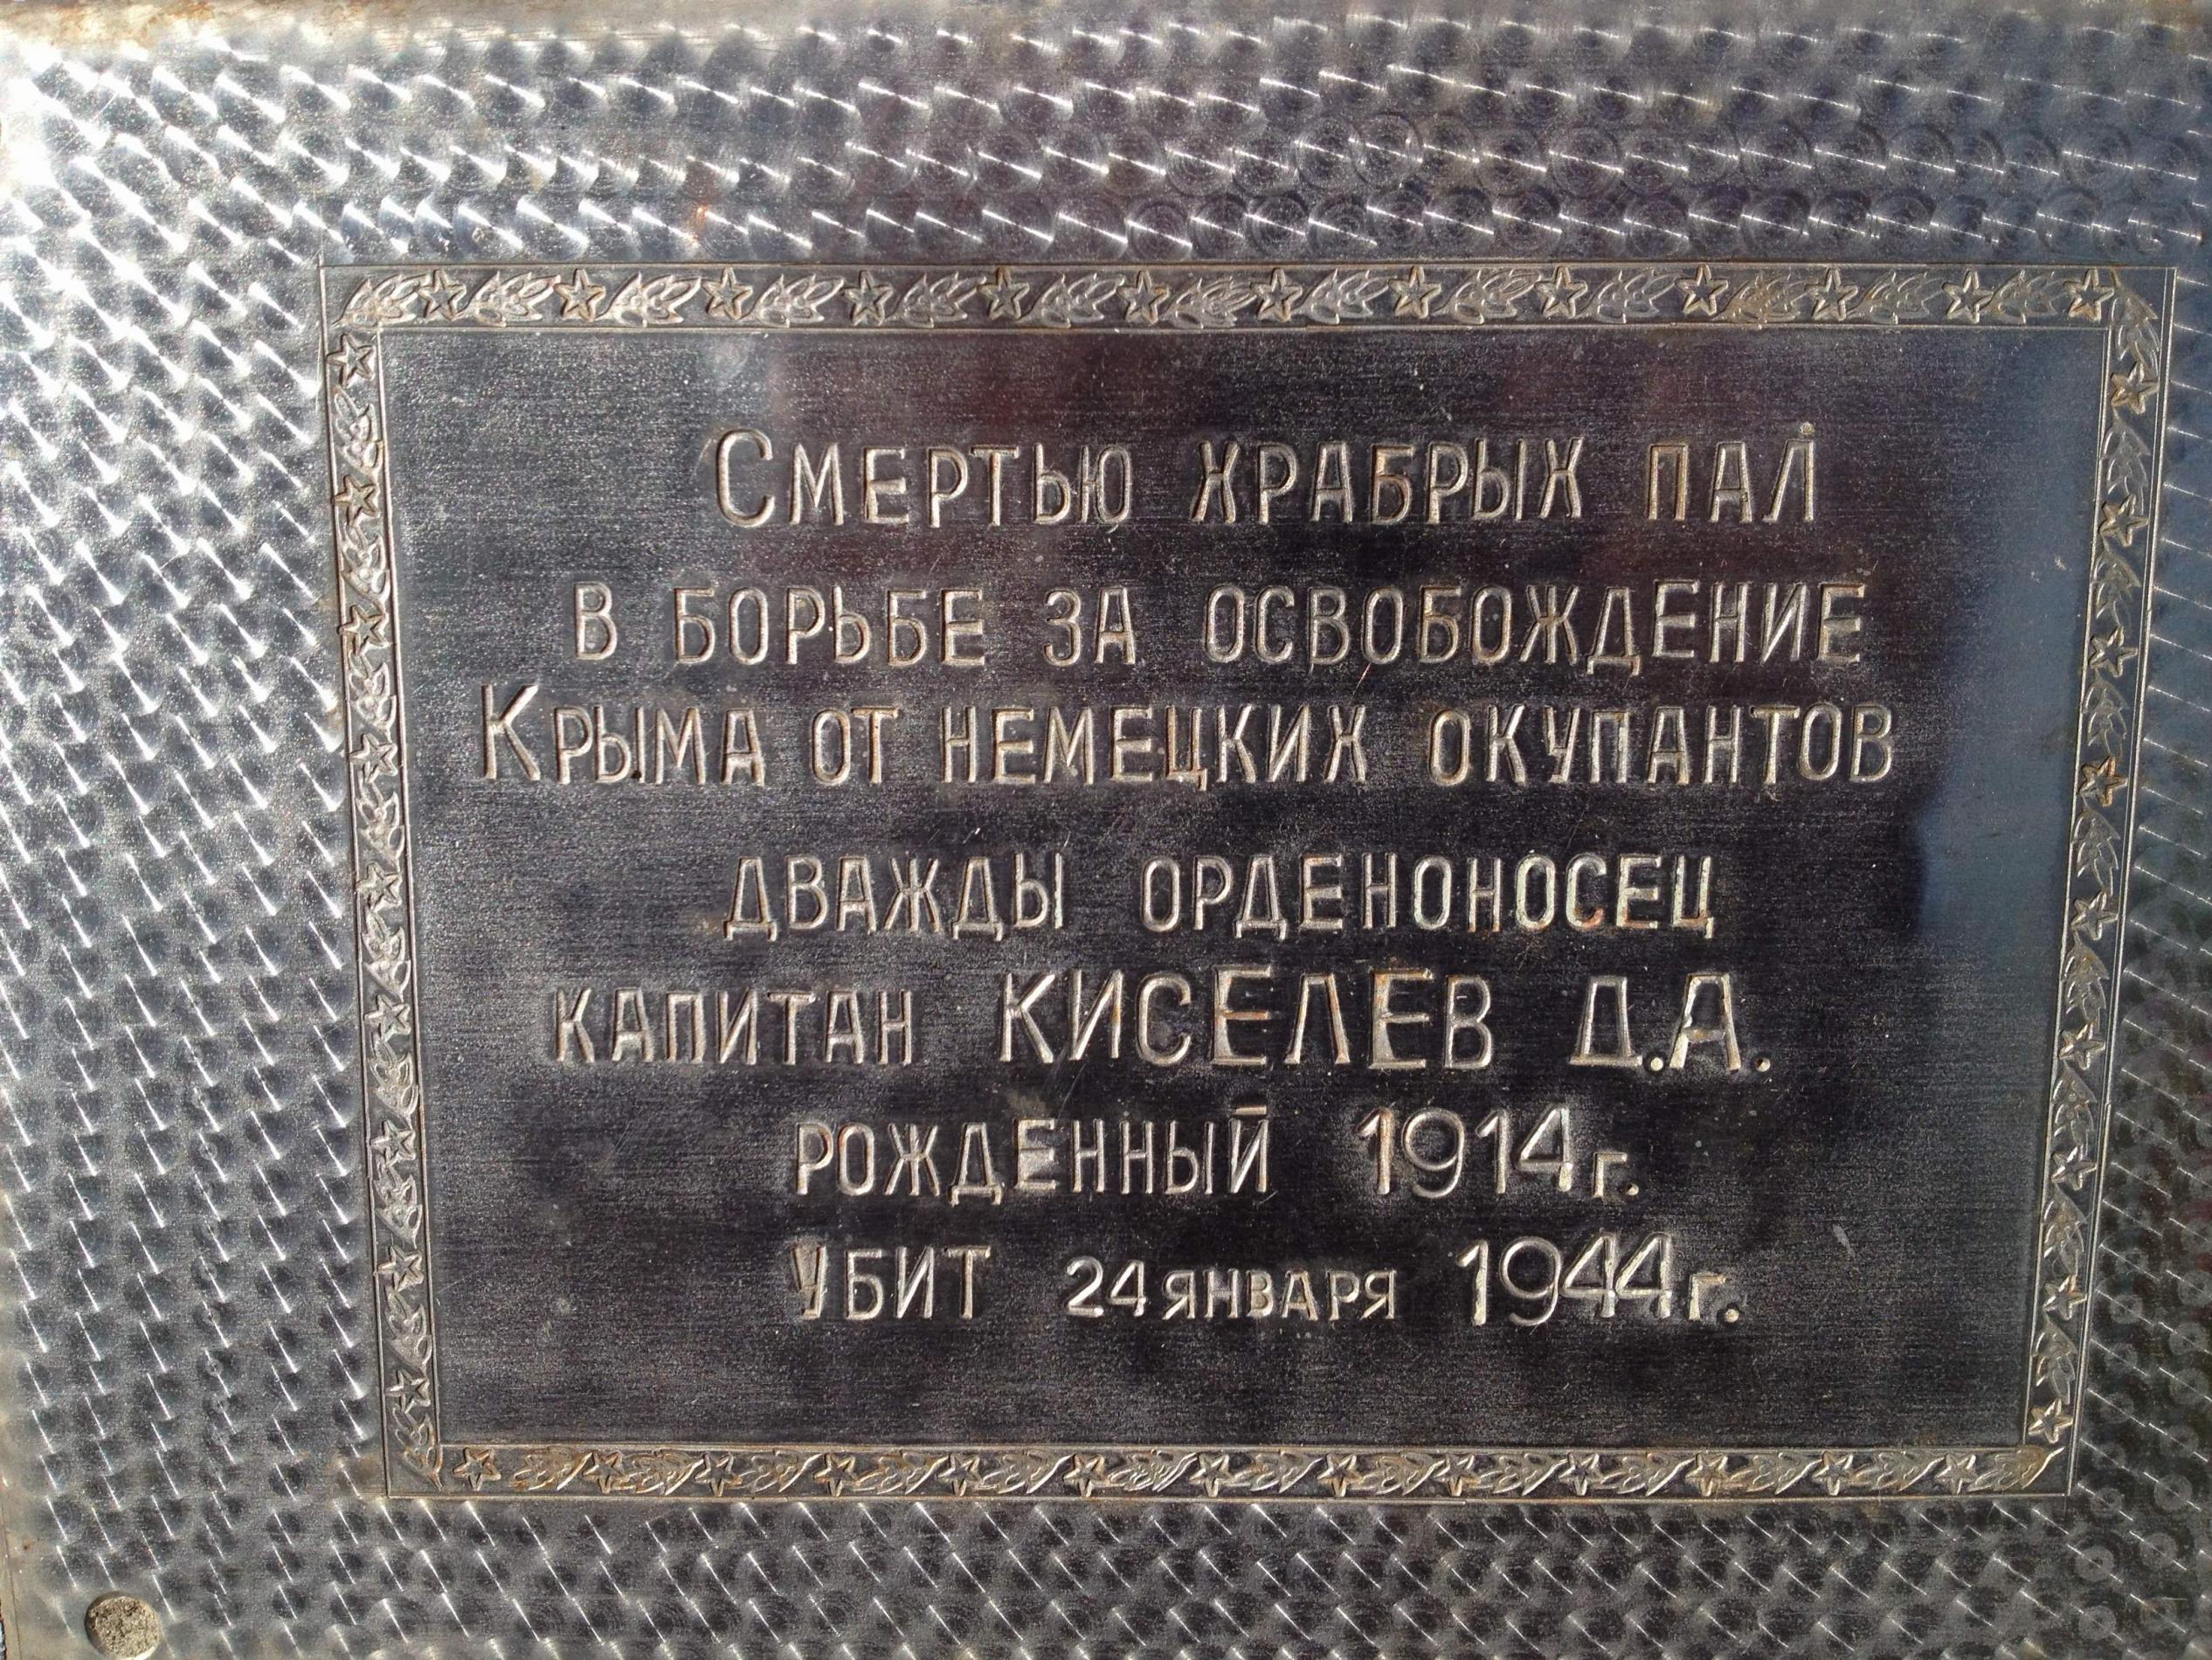 Смертью храбрых пал
в борьбе за освобождение
Крыма от немецких окупантов
дважды орденоносец
капитан КИСЕЛЕВ Д.А.
рожденный 1914г.
убит 24 января 1944г.